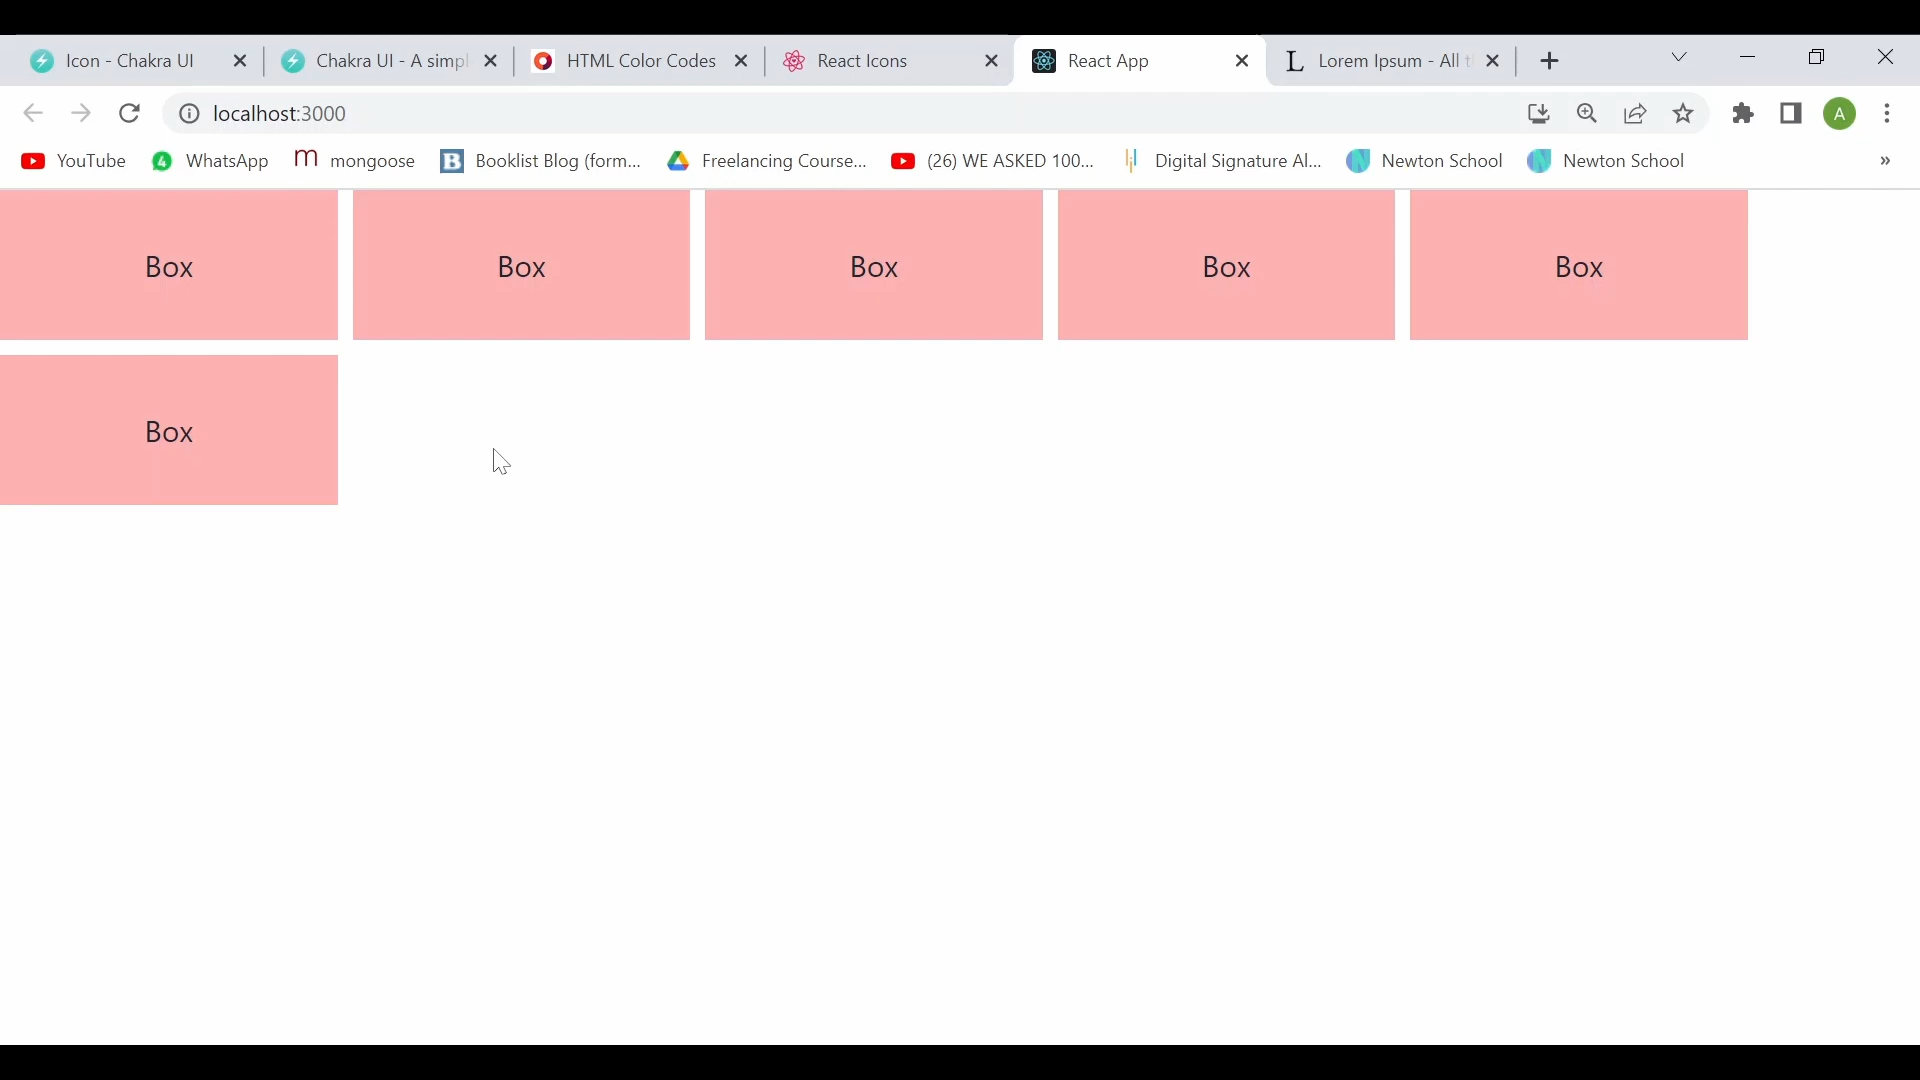 Icon - Chakra UI
Chakra UI - A simpl
HTML Color Codes
React Icons
React App
Lorem Ipsum - All t
localhost:3000
A
YouTube
4
WhatsApp
m
mongoose
B
Booklist Blog (form...
Freelancing Course...
(26) WE ASKED 100...
Digital Signature Al...
Newton School
Newton School
»
Box
Box
Box
Box
Box
Box